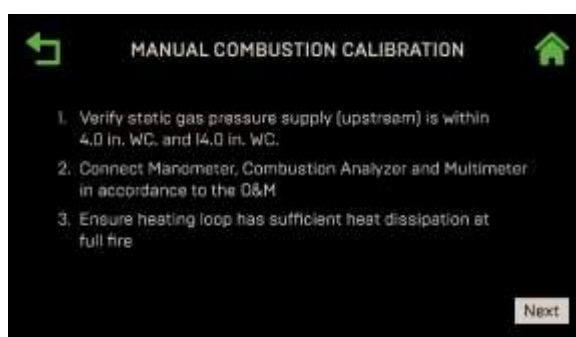 MANUAL COMBUSTION CALIBRATION
1. Verify static gas pressure supply (upstream) is within
4.0 in. WC. and 14.0 in. WC.
2. Connect Manometer, Combustion Analyzer and Multimeter
in accordance to the O&M
3. Ensure heating loop has sufficient heat dissipation at
full fire
Next